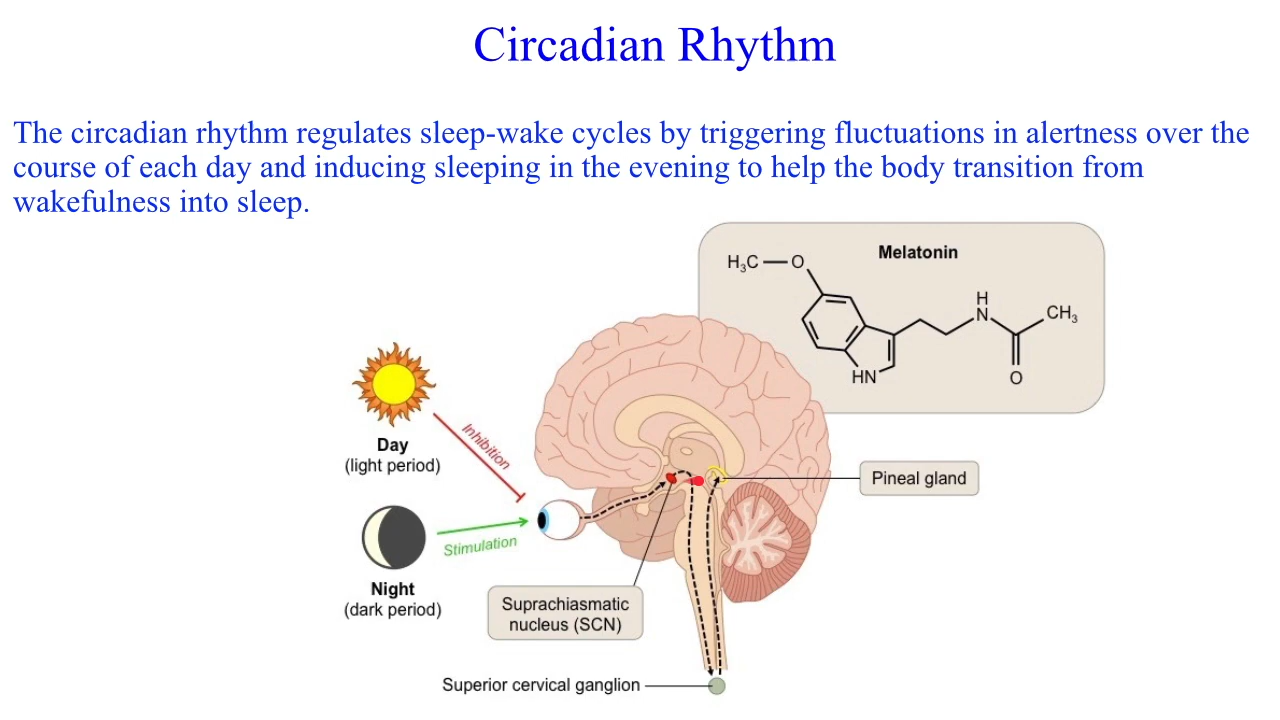 Circadian Rhythm
The circadian rhythm regulates sleep-wake cycles by triggering fluctuations in alertness over the
course of each day and inducing sleeping in the evening to help the body transition from
wakefulness into sleep.
Melatonin
H₃C
O
H
N
CH₃
HN
O
Inhibition
Day
(light period)
Pineal gland
Stimulation
Night
(dark period)
Suprachiasmatic
nucleus (SCN)
Superior cervical ganglion